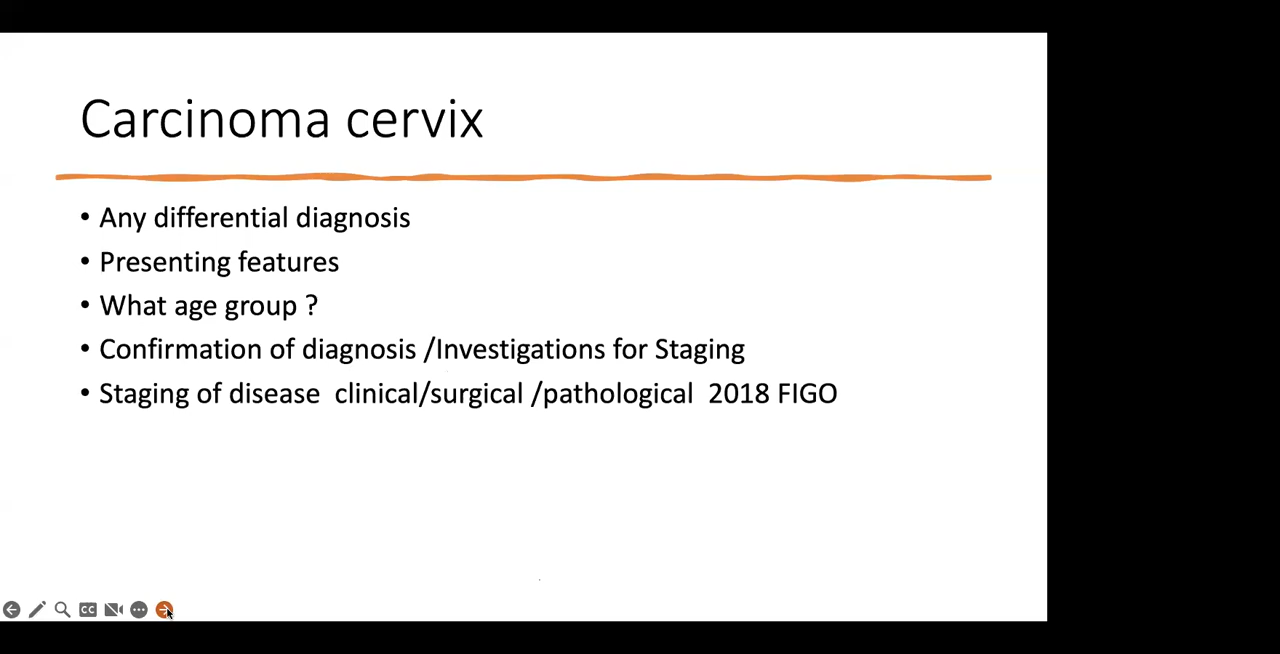 Carcinoma cervix
• Any differential diagnosis
• Presenting features
• What age group ?
• Confirmation of diagnosis /Investigations for Staging
• Staging of disease  clinical/surgical /pathological  2018 FIGO
CC